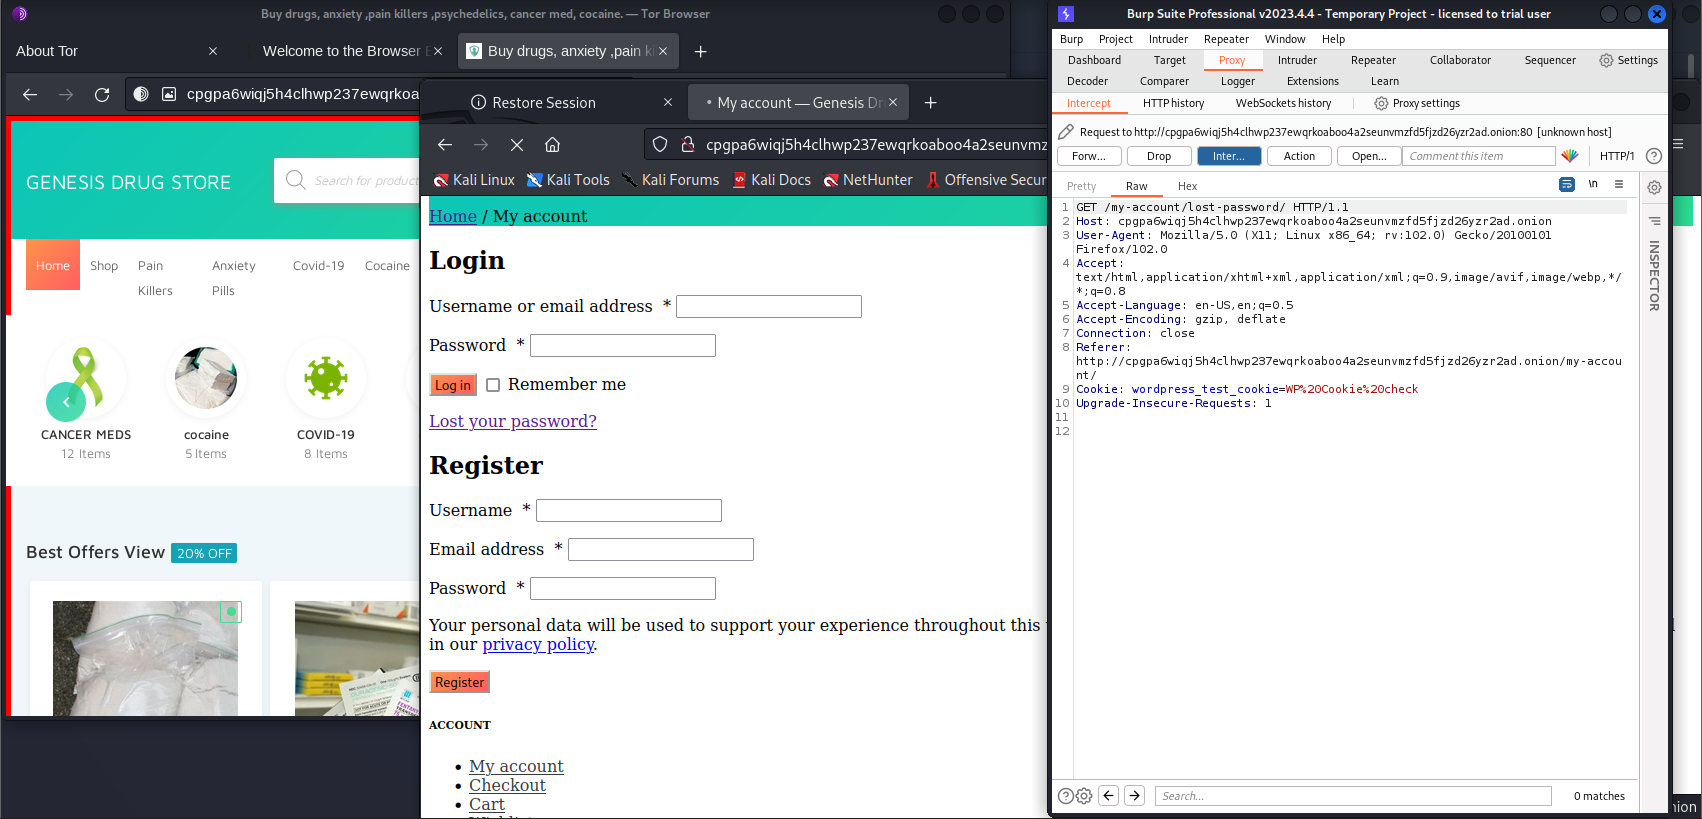 Buy drugs, anxiety ,pain killers ,psychedelics, cancer med, cocaine. — Tor Browser
About Tor
Welcome to the Browser
Buy drugs, anxiety ,pain
cpgpa6wiqj5h4clhwp237ewqrkoa
GENESIS DRUG STORE
Search for product
Home
Shop
Pain
Killers
Anxiety
Pills
Covid-19
Cocaine
CANCER MEDS
12 Items
cocaine
5 Items
COVID-19
8 Items
Best Offers View
20% OFF
Restore Session
My account — Genesis Dr
cpgpa6wiqj5h4clhwp237ewqrkoaboo4a2seunvmz
Kali Linux
Kali Tools
Kali Forums
Kali Docs
NetHunter
Offensive Secur
Home / My account
Login
Username or email address *
Password *
Log in
Remember me
Lost your password?
Register
Username *
Email address *
Password *
Your personal data will be used to support your experience throughout this
in our privacy policy.
Register
ACCOUNT
• My account
• Checkout
• Cart
Burp Suite Professional v2023.4.4 - Temporary Project - licensed to trial user
Burp Project Intruder Repeater Window Help
Dashboard Target Proxy Intruder Repeater Collaborator Sequencer Settings
Decoder Comparer Logger Extensions Learn
Intercept HTTP history WebSockets history Proxy settings
Request to http://cpgpa6wiqj5h4clhwp237ewqrkoaboo4a2seunvmzfd5fjzd26yzr2ad.onion:80 [unknown host]
Forw... Drop Inter... Action Open... Comment this item HTTP/1
Pretty Raw Hex \n
1 GET /my-account/lost-password/ HTTP/1.1
2 Host: cpgpa6wiqj5h4clhwp237ewqrkoaboo4a2seunvmzfd5fjzd26yzr2ad.onion
3 User-Agent: Mozilla/5.0 (X11; Linux x86_64; rv:102.0) Gecko/20100101
Firefox/102.0
4 Accept:
text/html,application/xhtml+xml,application/xml;q=0.9,image/avif,image/webp,*/
*;q=0.8
5 Accept-Language: en-US,en;q=0.5
6 Accept-Encoding: gzip, deflate
7 Connection: close
8 Referer:
http://cpgpa6wiqj5h4clhwp237ewqrkoaboo4a2seunvmzfd5fjzd26yzr2ad.onion/my-accou
nt/
9 Cookie: wordpress_test_cookie=WP%20Cookie%20check
10 Upgrade-Insecure-Requests: 1
11
12
INSPECTOR
Search...
0 matches
nion